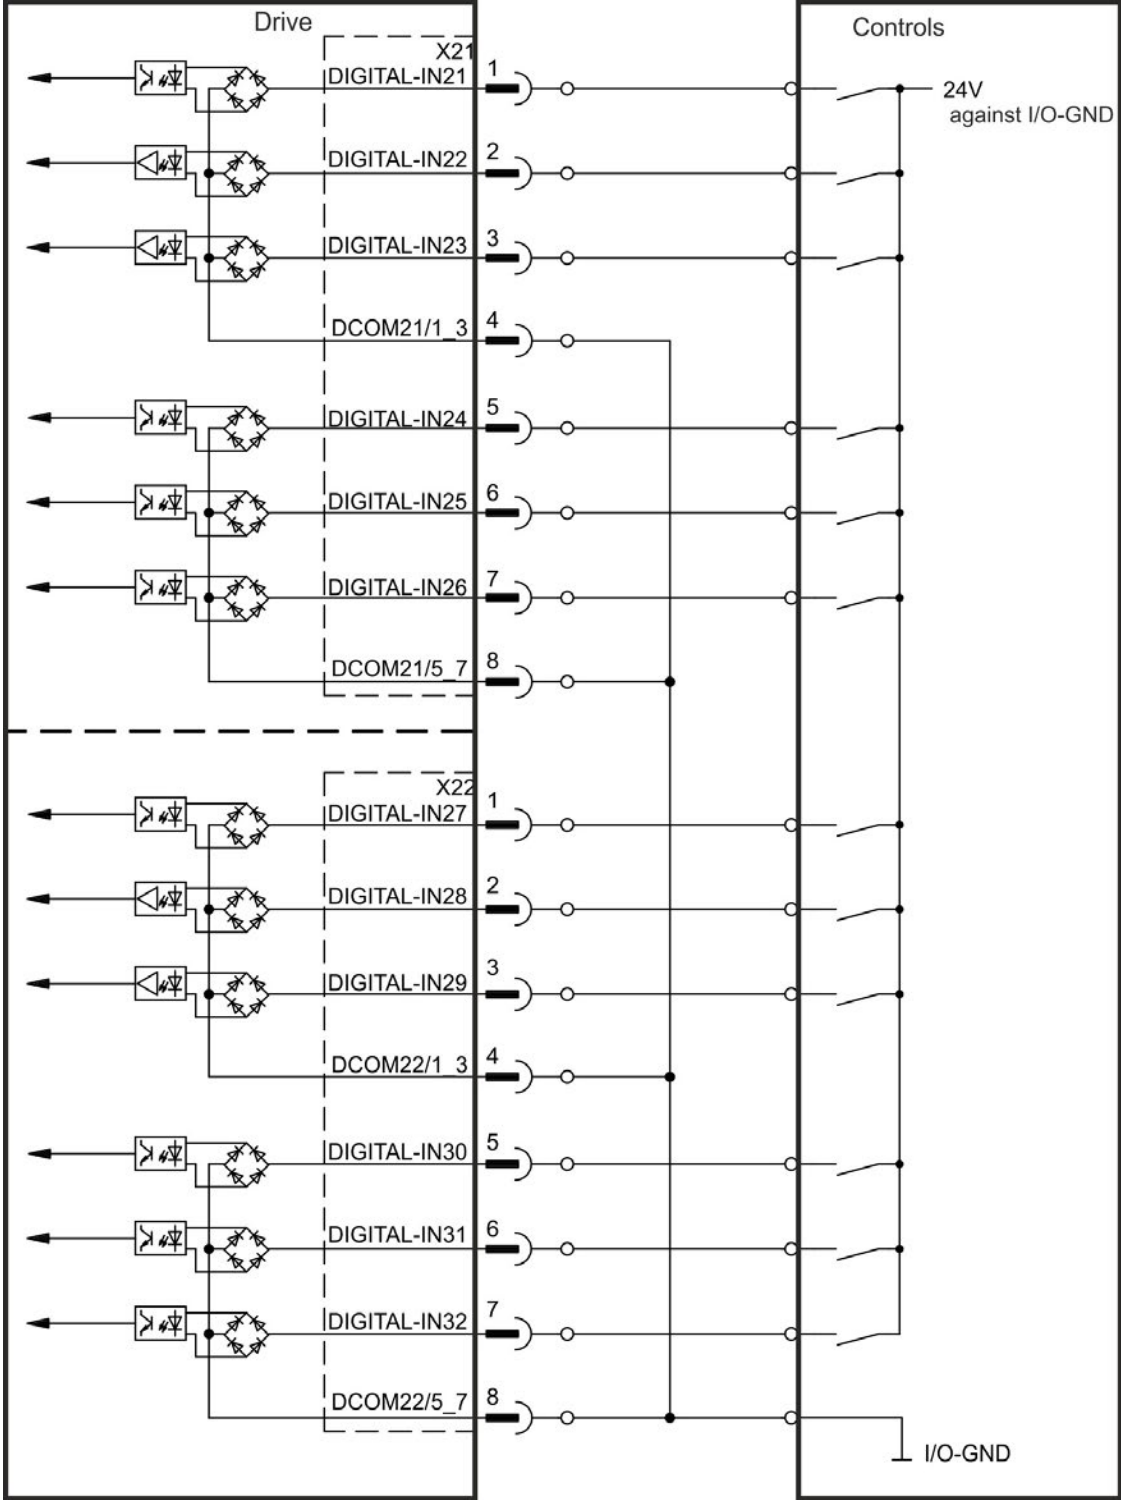 Drive
Controls
X21
DIGITAL-IN21
1
24V
against I/O-GND
DIGITAL-IN22
2
DIGITAL-IN23
3
DCOM21/1_3
4
DIGITAL-IN24
5
DIGITAL-IN25
6
DIGITAL-IN26
7
DCOM21/5_7
8
X22
DIGITAL-IN27
1
DIGITAL-IN28
2
DIGITAL-IN29
3
DCOM22/1_3
4
DIGITAL-IN30
5
DIGITAL-IN31
6
DIGITAL-IN32
7
DCOM22/5_7
8
I/O-GND